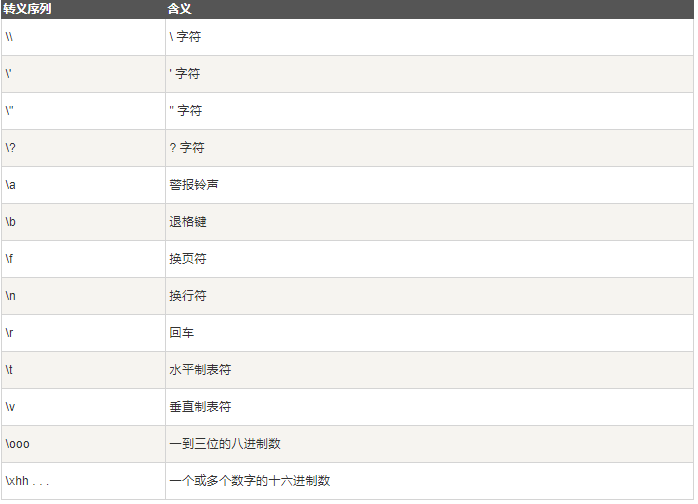 转义序列 含义
\\ \ 字符
\' ' 字符
\" " 字符
\? ? 字符
\a 警报铃声
\b 退格键
\f 换页符
\n 换行符
\r 回车
\t 水平制表符
\v 垂直制表符
\ooo 一到三位的八进制数
\xhh . . . 一个或多个数字的十六进制数